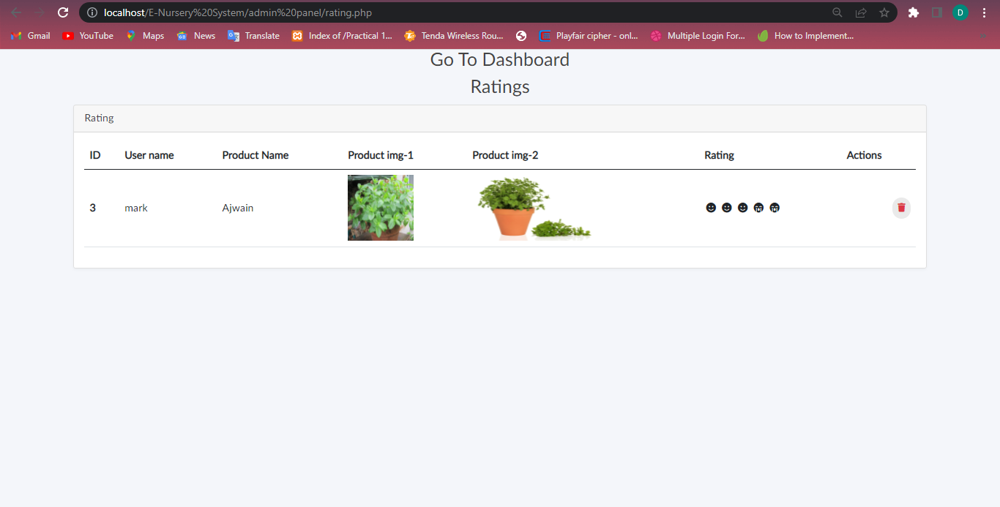 localhost/E-Nursery%20System/admin%20panel/rating.php
D
Gmail YouTube Maps News Translate Index of /Practical 1... Tenda Wireless Rou... Playfair cipher - onl... Multiple Login For... How to Implement...
Go To Dashboard
Ratings
Rating
ID User name Product Name Product img-1 Product img-2 Rating Actions
3 mark Ajwain